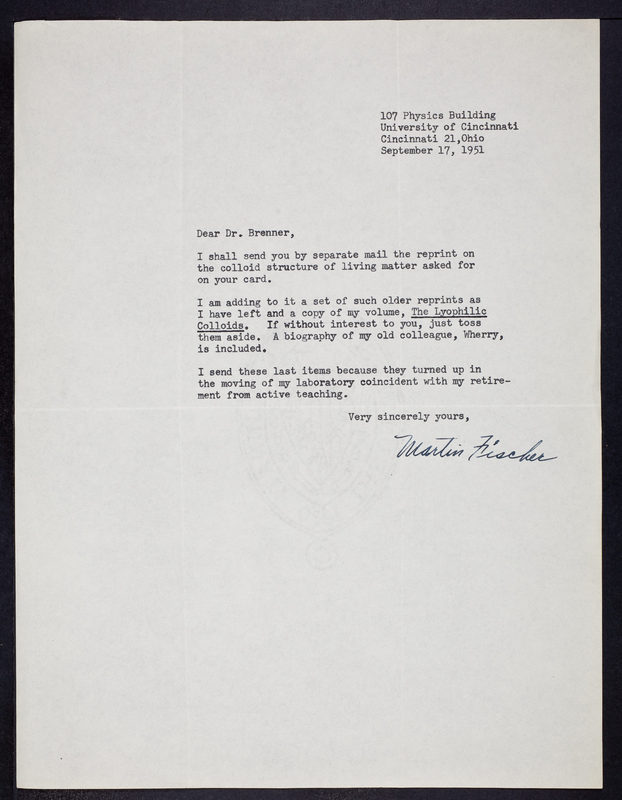 107 Physics Building
University of Cincinnati
Cincinnati 21,Ohio
September 17, 1951
Dear Dr. Brenner,
I shall send you by separate mail the reprint on
the colloid structure of living matter asked for
on your card.
I am adding to it a set of such older reprints as
I have left and a copy of my volume, The Lyophilic
Colloids. If without interest to you, just toss
them aside. A biography of my old colleague, Wherry,
is included.
I send these last items because they turned up in
the moving of my laboratory coincident with my retire-
ment from active teaching.
Very sincerely yours,
Martin Fischer